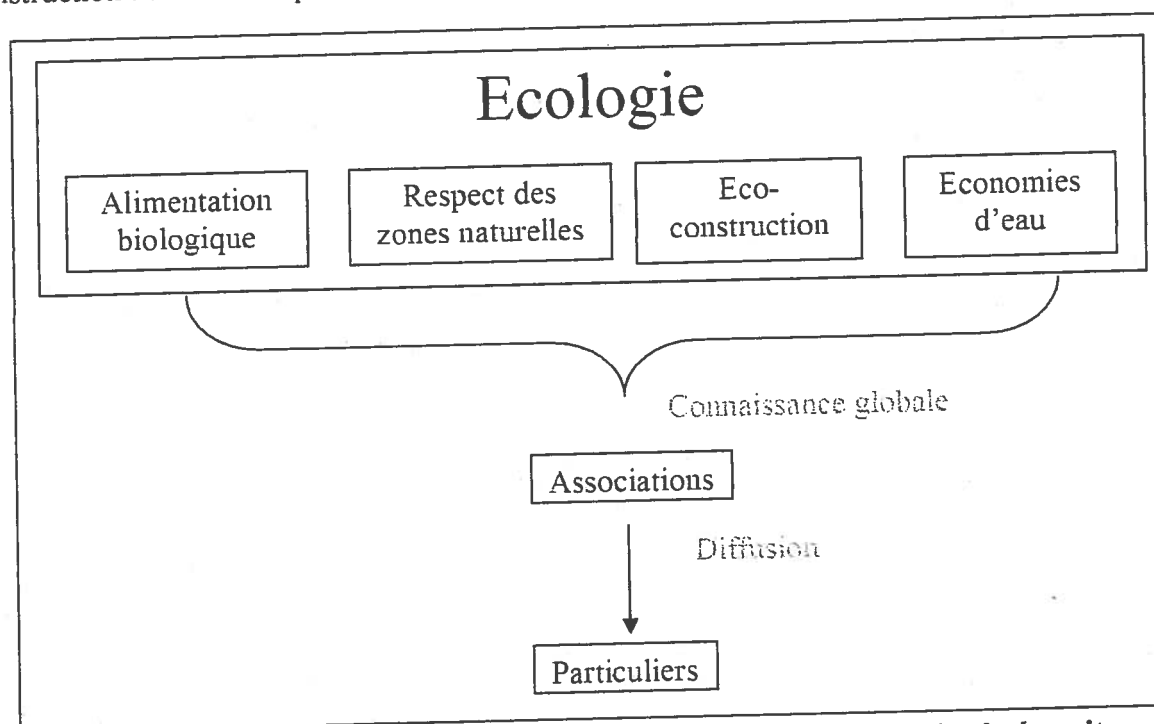 Ecologie
Alimentation
biologique
Respect des
zones naturelles
Eco-
construction
Economies
d'eau
Connaissance globale
Associations
Diffusion
Particuliers